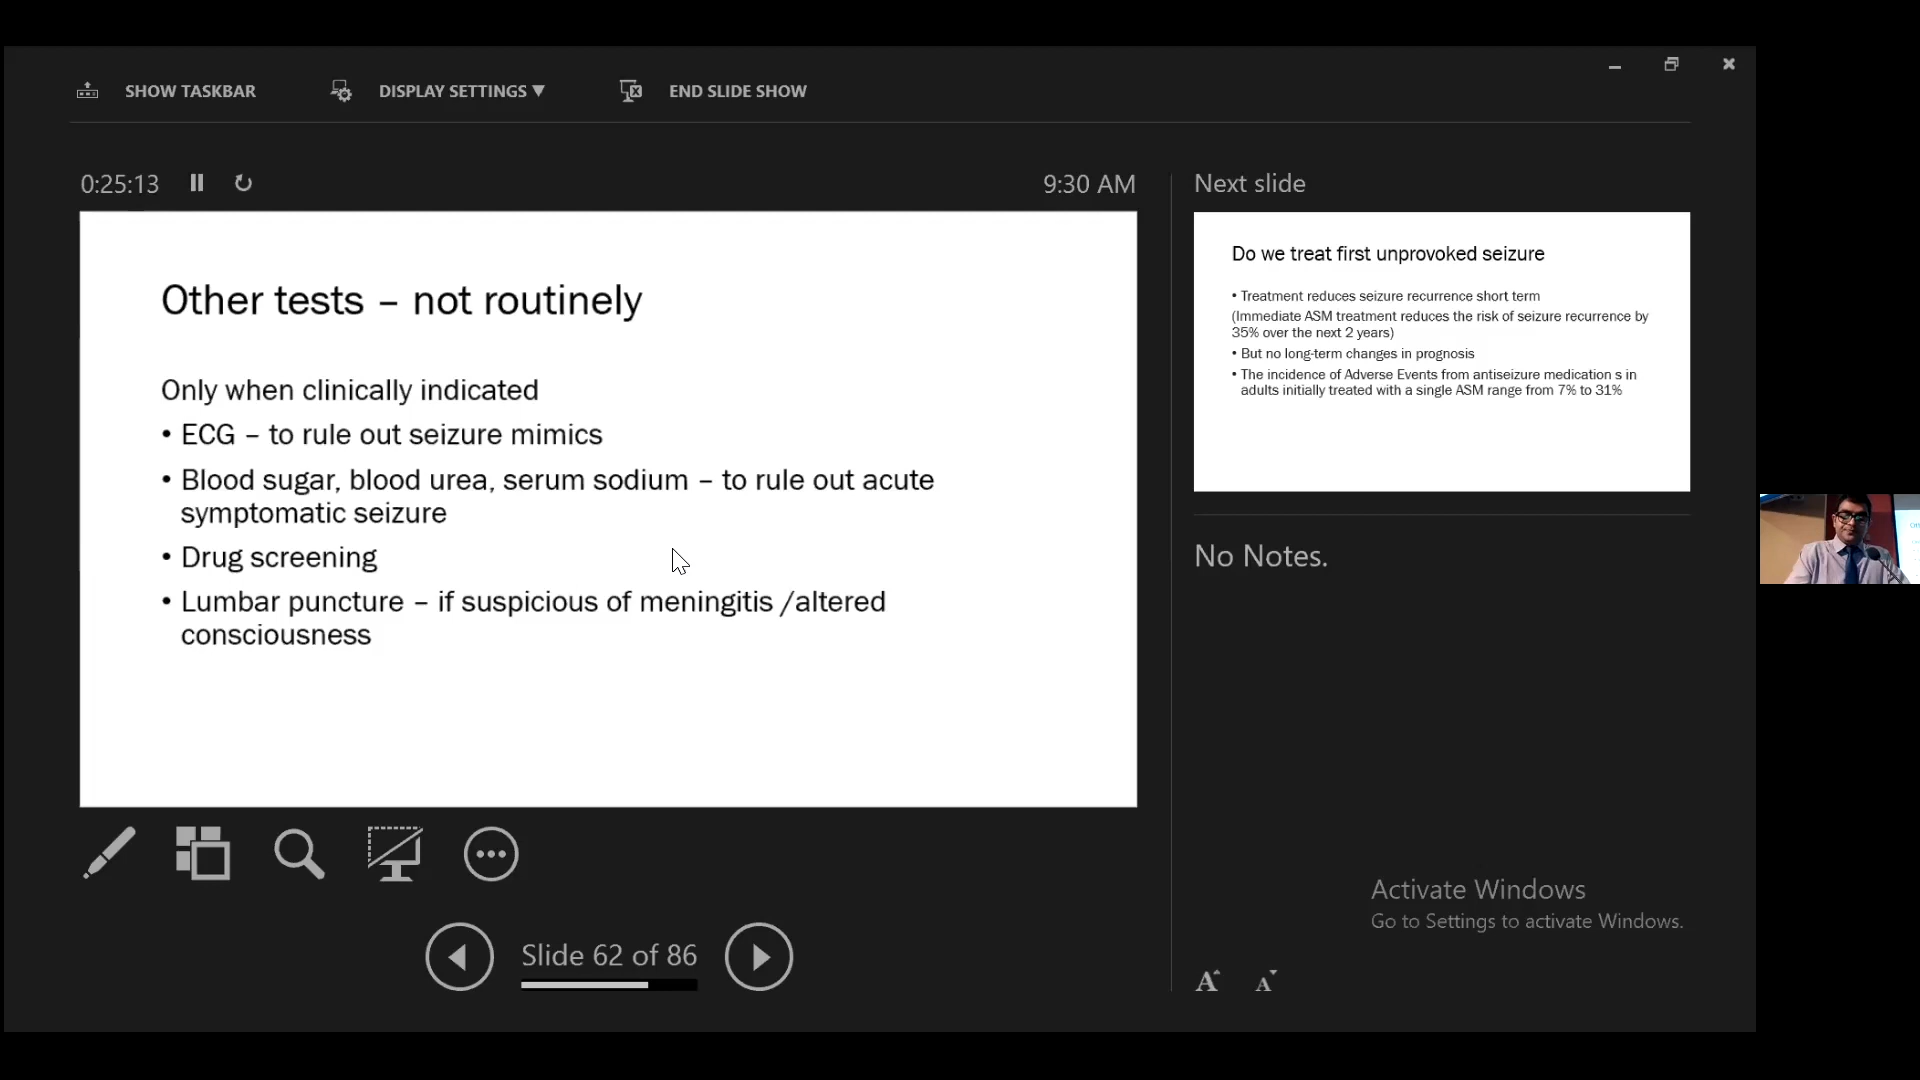 SHOW TASKBAR
DISPLAY SETTINGS ▼
END SLIDE SHOW
0:25:13
9:30 AM
Other tests – not routinely
Only when clinically indicated
• ECG – to rule out seizure mimics
• Blood sugar, blood urea, serum sodium – to rule out acute
symptomatic seizure
• Drug screening
• Lumbar puncture – if suspicious of meningitis /altered
consciousness
Slide 62 of 86
Next slide
Do we treat first unprovoked seizure
• Treatment reduces seizure recurrence short term
(Immediate ASM treatment reduces the risk of seizure recurrence by
35% over the next 2 years)
• But no long-term changes in prognosis
• The incidence of Adverse Events from antiseizure medication s in
adults initially treated with a single ASM range from 7% to 31%
No Notes.
Activate Windows
Go to Settings to activate Windows.
A A